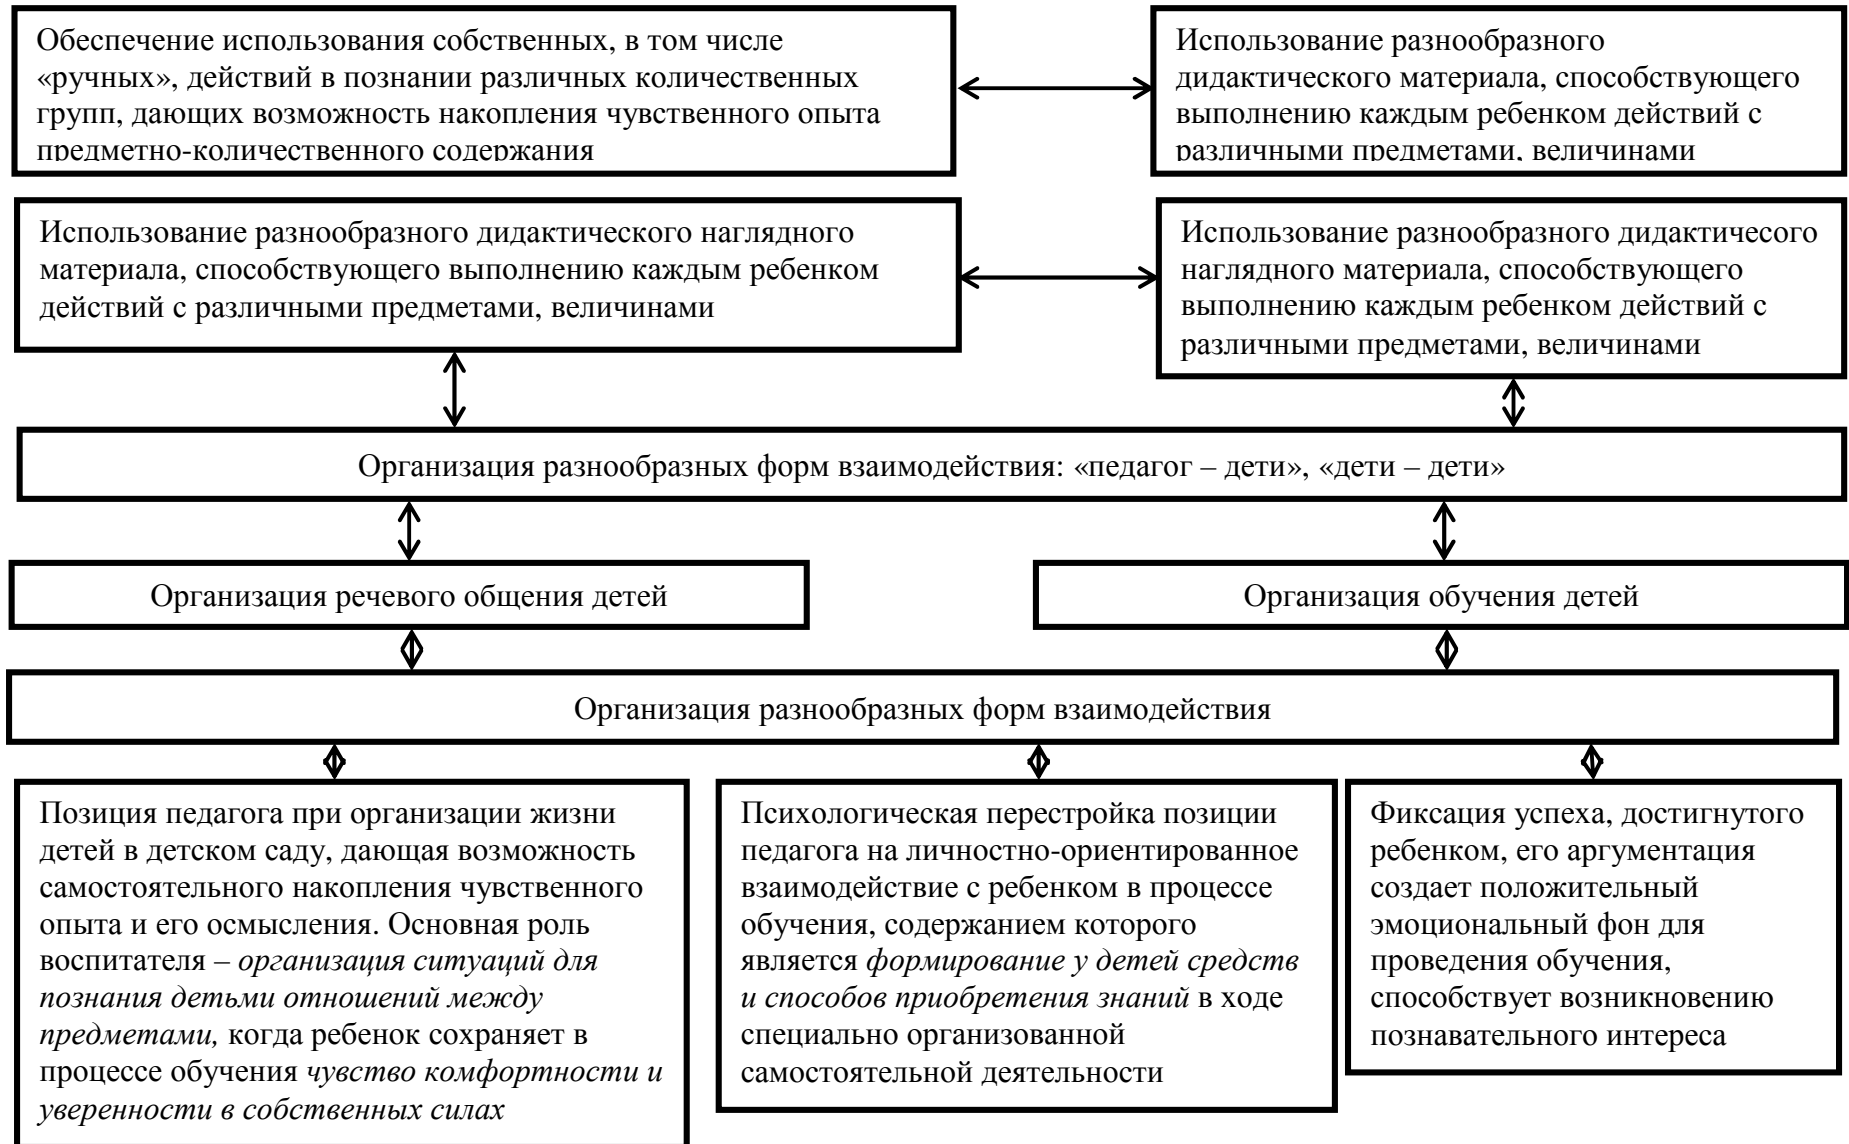 Обеспечение использования собственных, в том числе
«ручных», действий в познании различных количественных
групп, дающих возможность накопления чувственного опыта
предметно-количественного содержания
Использование разнообразного
дидактического материала, способствующего
выполнению каждым ребенком действий с
различными предметами, величинами
Использование разнообразного дидактического наглядного
материала, способствующего выполнению каждым ребенком
действий с различными предметами, величинами
Использование разнообразного дидактичесого
наглядного материала, способствующего
выполнению каждым ребенком действий с
различными предметами, величинами
Организация разнообразных форм взаимодействия: «педагог – дети», «дети – дети»
Организация речевого общения детей
Организация обучения детей
Организация разнообразных форм взаимодействия
Позиция педагога при организации жизни
детей в детском саду, дающая возможность
самостоятельного накопления чувственного
опыта и его осмысления. Основная роль
воспитателя – организация ситуаций для
познания детьми отношений между
предметами, когда ребенок сохраняет в
процессе обучения чувство комфортности и
уверенности в собственных силах
Психологическая перестройка позиции
педагога на личностно-ориентированное
взаимодействие с ребенком в процессе
обучения, содержанием которого
является формирование у детей средств
и способов приобретения знаний в ходе
специально организованной
самостоятельной деятельности
Фиксация успеха, достигнутого
ребенком, его аргументация
создает положительный
эмоциональный фон для
проведения обучения,
способствует возникновению
познавательного интереса